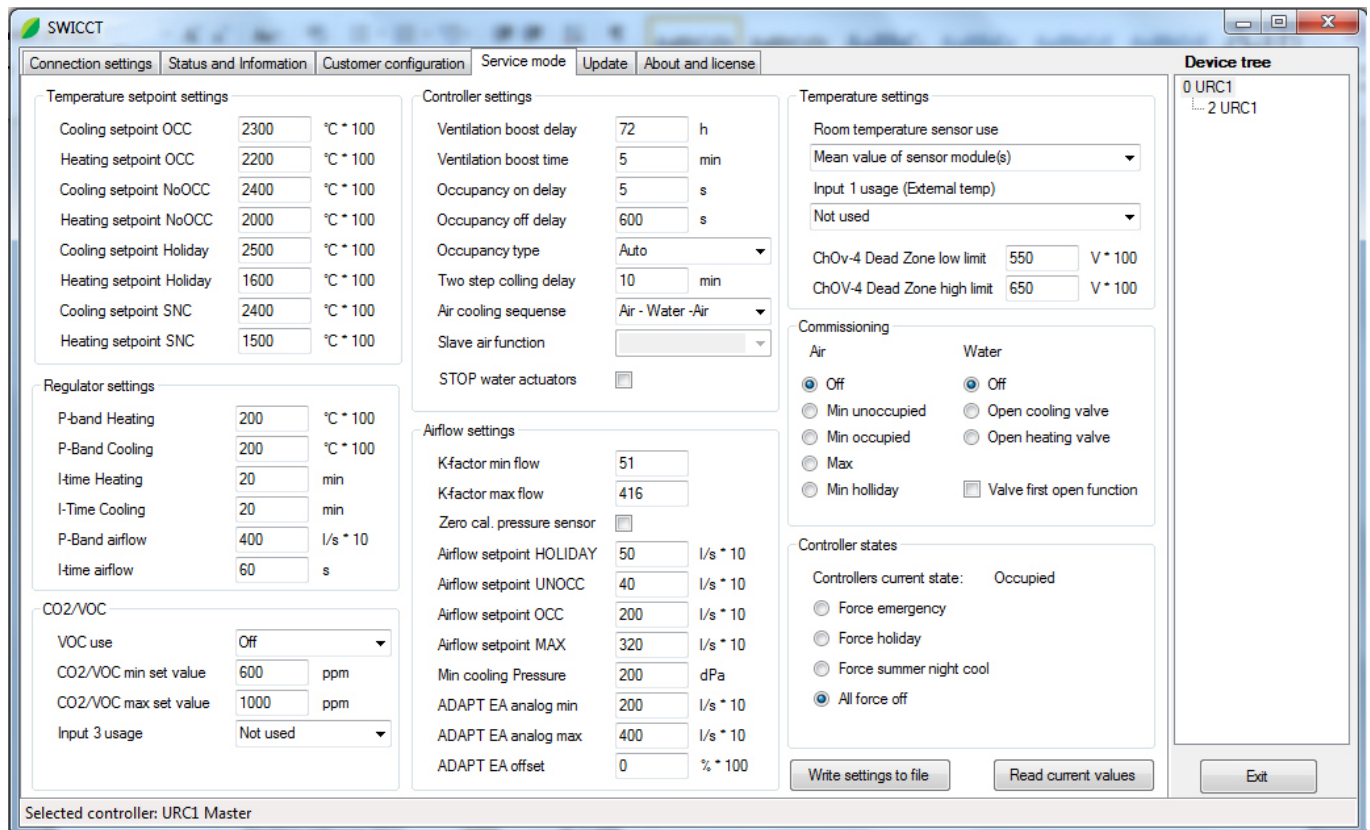 SWICCT
Connection settings Status and Information Customer configuration Service mode Update About and license
Device tree
0 URC1
2 URC1
Temperature setpoint settings
Cooling setpoint OCC 2300 °C * 100
Heating setpoint OCC 2200 °C * 100
Cooling setpoint NoOCC 2400 °C * 100
Heating setpoint NoOCC 2000 °C * 100
Cooling setpoint Holiday 2500 °C * 100
Heating setpoint Holiday 1600 °C * 100
Cooling setpoint SNC 2400 °C * 100
Heating setpoint SNC 1500 °C * 100
Regulator settings
P-band Heating 200 °C * 100
P-Band Cooling 200 °C * 100
I-time Heating 20 min
I-Time Cooling 20 min
P-Band airflow 400 l/s * 10
I-time airflow 60 s
CO2/VOC
VOC use Off
CO2/VOC min set value 600 ppm
CO2/VOC max set value 1000 ppm
Input 3 usage Not used
Controller settings
Ventilation boost delay 72 h
Ventilation boost time 5 min
Occupancy on delay 5 s
Occupancy off delay 600 s
Occupancy type Auto
Two step colling delay 10 min
Air cooling sequense Air - Water -Air
Slave air function
STOP water actuators
Airflow settings
K-factor min flow 51
K-factor max flow 416
Zero cal. pressure sensor
Airflow setpoint HOLIDAY 50 l/s * 10
Airflow setpoint UNOCC 40 l/s * 10
Airflow setpoint OCC 200 l/s * 10
Airflow setpoint MAX 320 l/s * 10
Min cooling Pressure 200 dPa
ADAPT EA analog min 200 l/s * 10
ADAPT EA analog max 400 l/s * 10
ADAPT EA offset 0 % * 100
Temperature settings
Room temperature sensor use
Mean value of sensor module(s)
Input 1 usage (External temp)
Not used
ChOv-4 Dead Zone low limit 550 V * 100
ChOV-4 Dead Zone high limit 650 V * 100
Commissioning
Air Water
Off Off
Min unoccupied Open cooling valve
Min occupied Open heating valve
Max
Min holliday Valve first open function
Controller states
Controllers current state: Occupied
Force emergency
Force holiday
Force summer night cool
All force off
Write settings to file Read current values Exit
Selected controller: URC1 Master